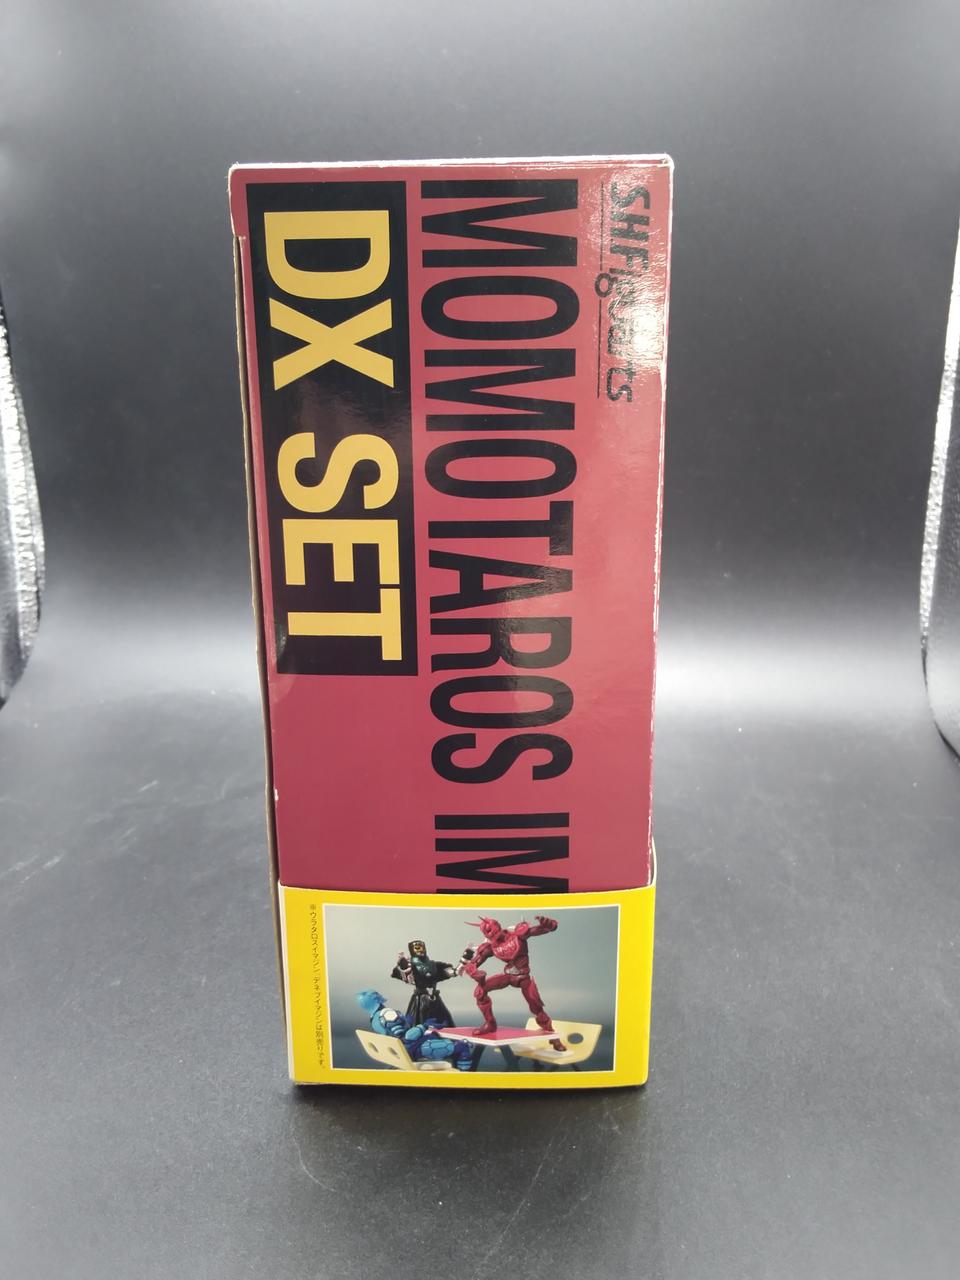 S.H.Figuarts
MOMOTAROS IM
DX SET
※ウラタロスイマジン、デネブイマジンは別売りです。